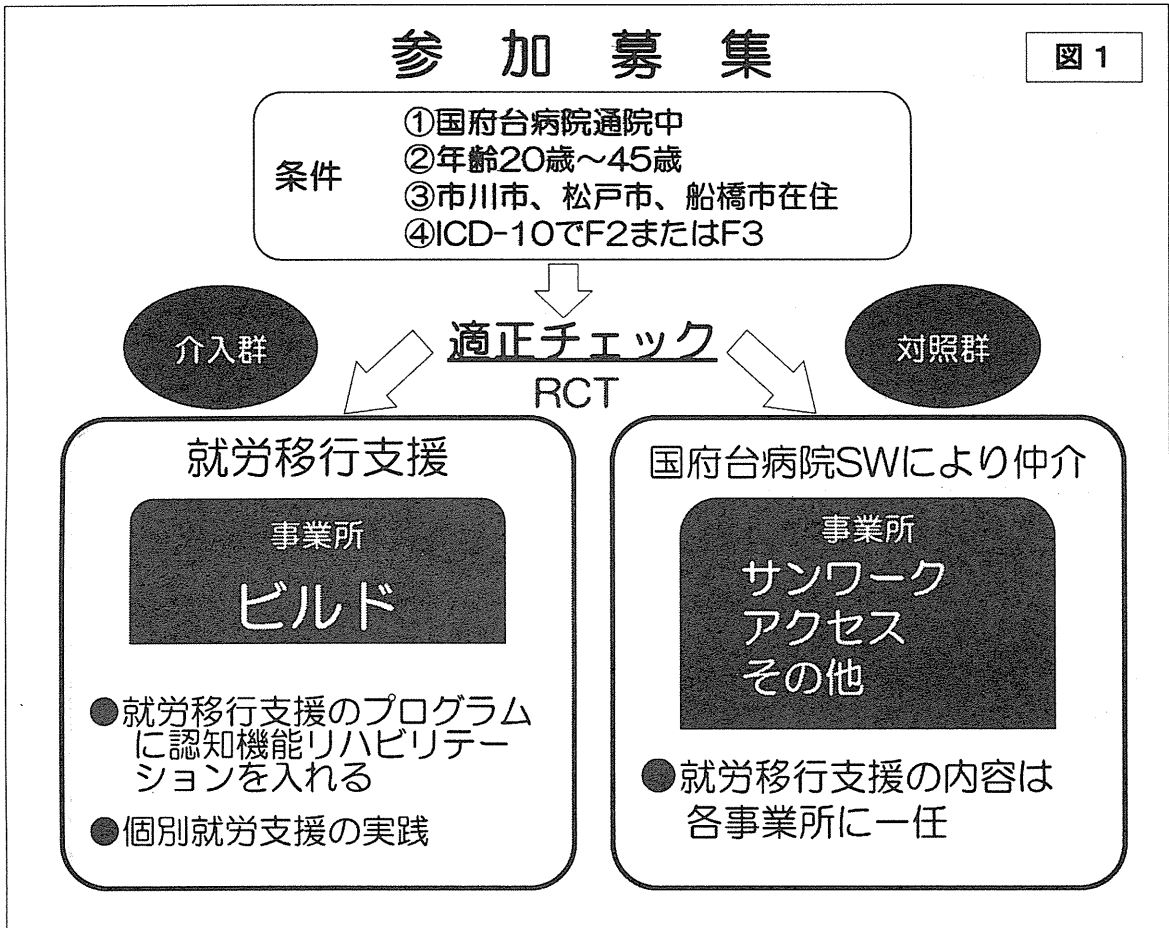 参加募集
図1
条件
①国府台病院通院中
②年齢20歳～45歳
③市川市、松戸市、船橋市在住
④ICD-10でF2またはF3
介入群
適正チェック
対照群
RCT
就労移行支援
事業所
ビルド
●就労移行支援のプログラム
に認知機能リハビリテー
ションを入れる
●個別就労支援の実践
国府台病院SWにより仲介
事業所
サンワーク
アクセス
その他
●就労移行支援の内容は
各事業所に一任